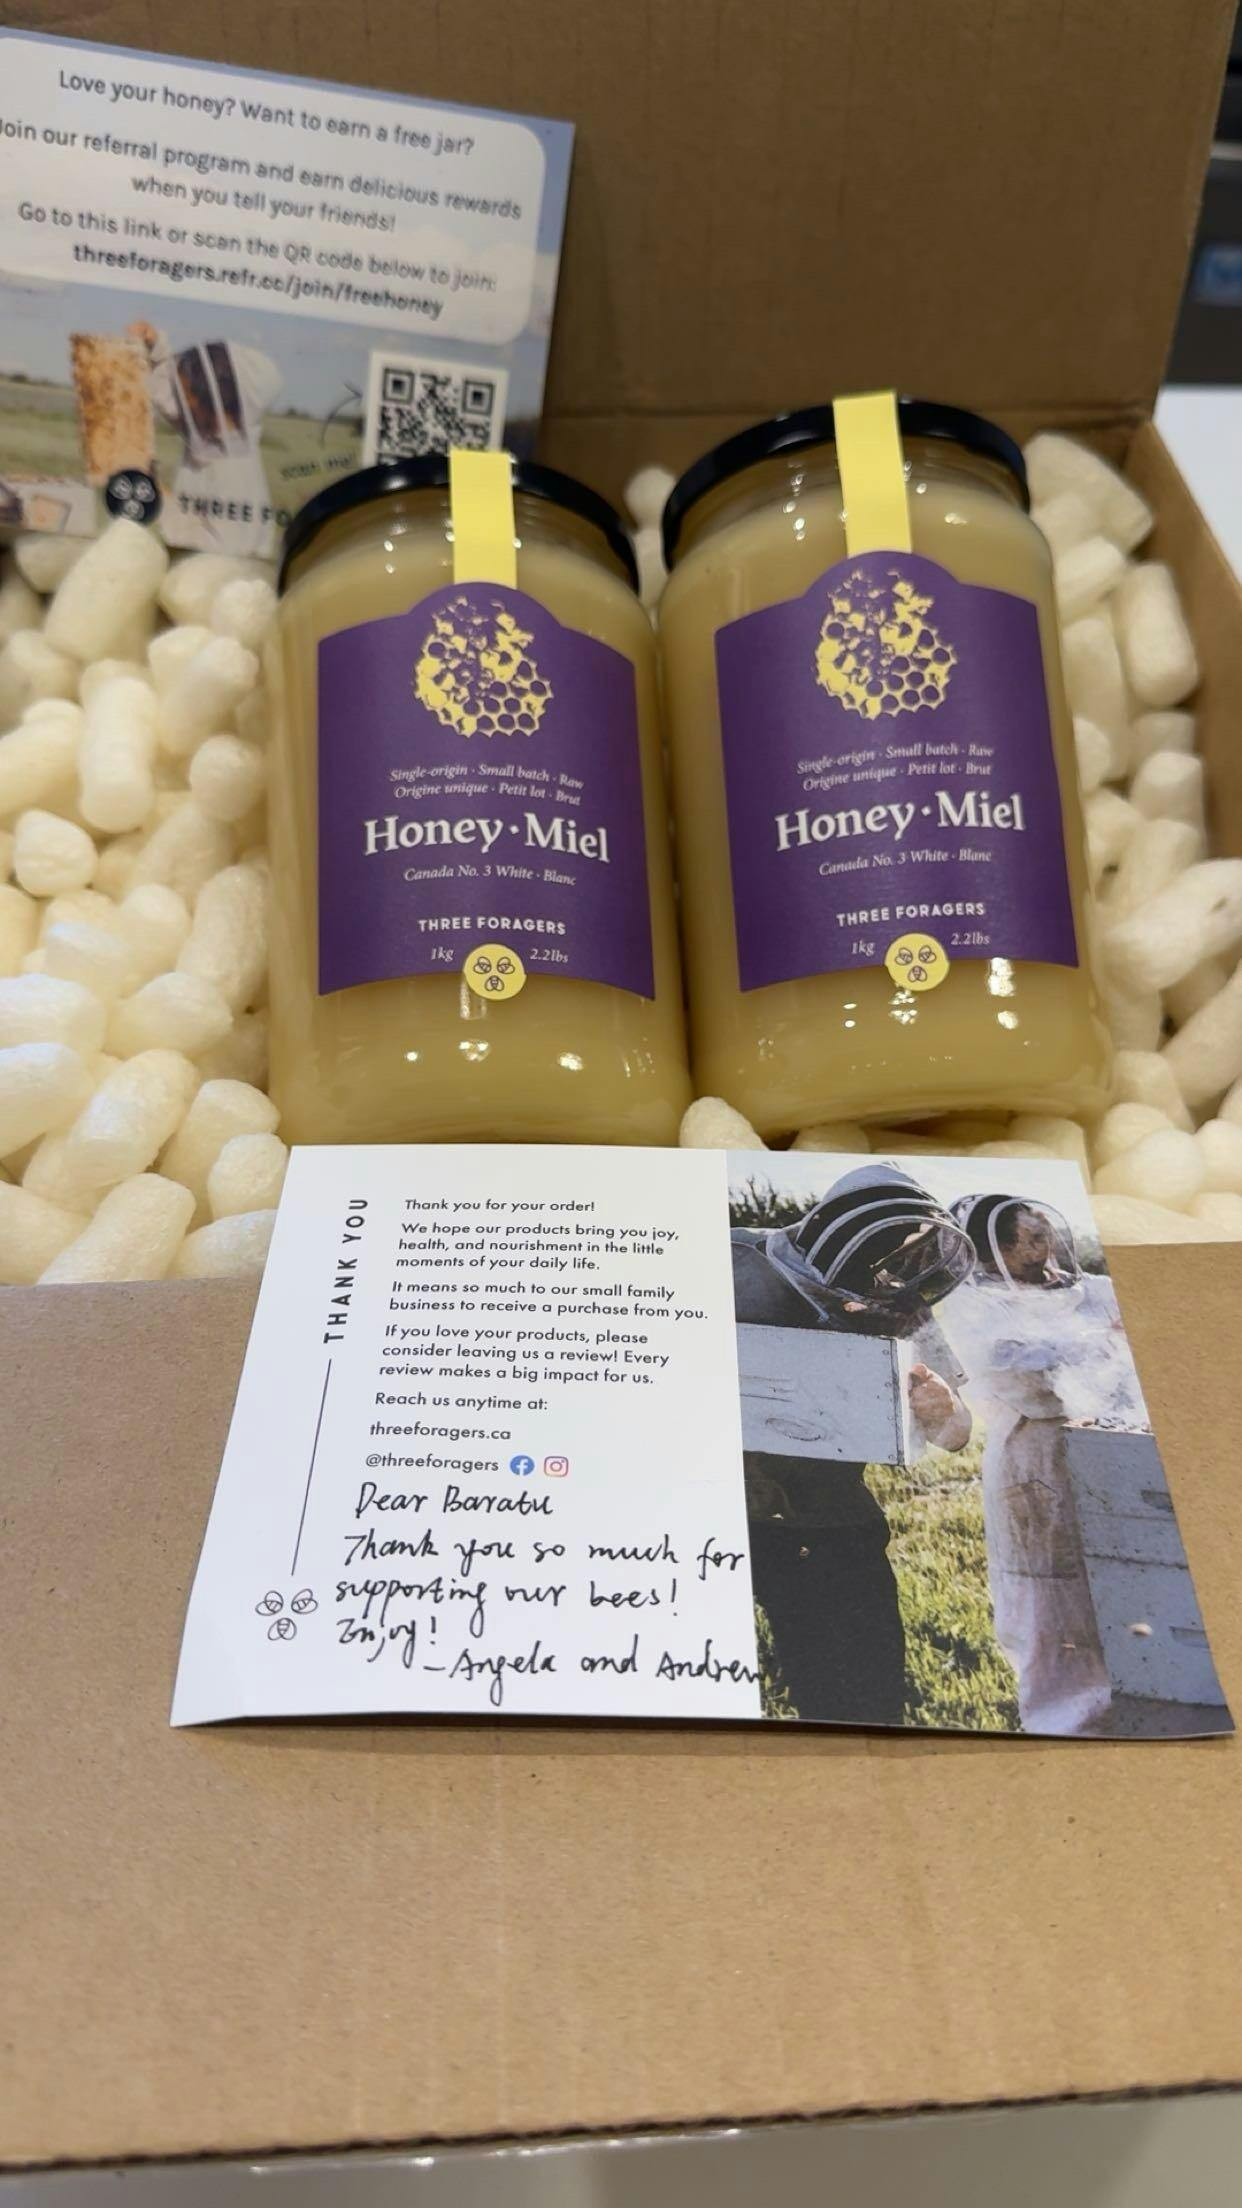 Love your honey? Want to earn a free jar?
Join our referral program and earn delicious rewards
when you tell your friends!
Go to this link or scan the QR code below to join:
threeforagers.refr.cc/join/freehoney
scan me!
THREE FO
Single-origin · Small batch · Raw
Origine unique · Petit lot · Brut
Honey · Miel
Canada No. 3 White · Blanc
THREE FORAGERS
1kg 2.2lbs
Single-origin · Small batch · Raw
Origine unique · Petit lot · Brut
Honey · Miel
Canada No. 3 White · Blanc
THREE FORAGERS
1kg 2.2lbs
THANK YOU
Thank you for your order!
We hope our products bring you joy,
health, and nourishment in the little
moments of your daily life.
It means so much to our small family
business to receive a purchase from you.
If you love your products, please
consider leaving us a review! Every
review makes a big impact for us.
Reach us anytime at:
threeforagers.ca
@threeforagers
Dear Baratu
Thank you so much for
supporting our bees!
Enjoy!
- Angela and Andrew